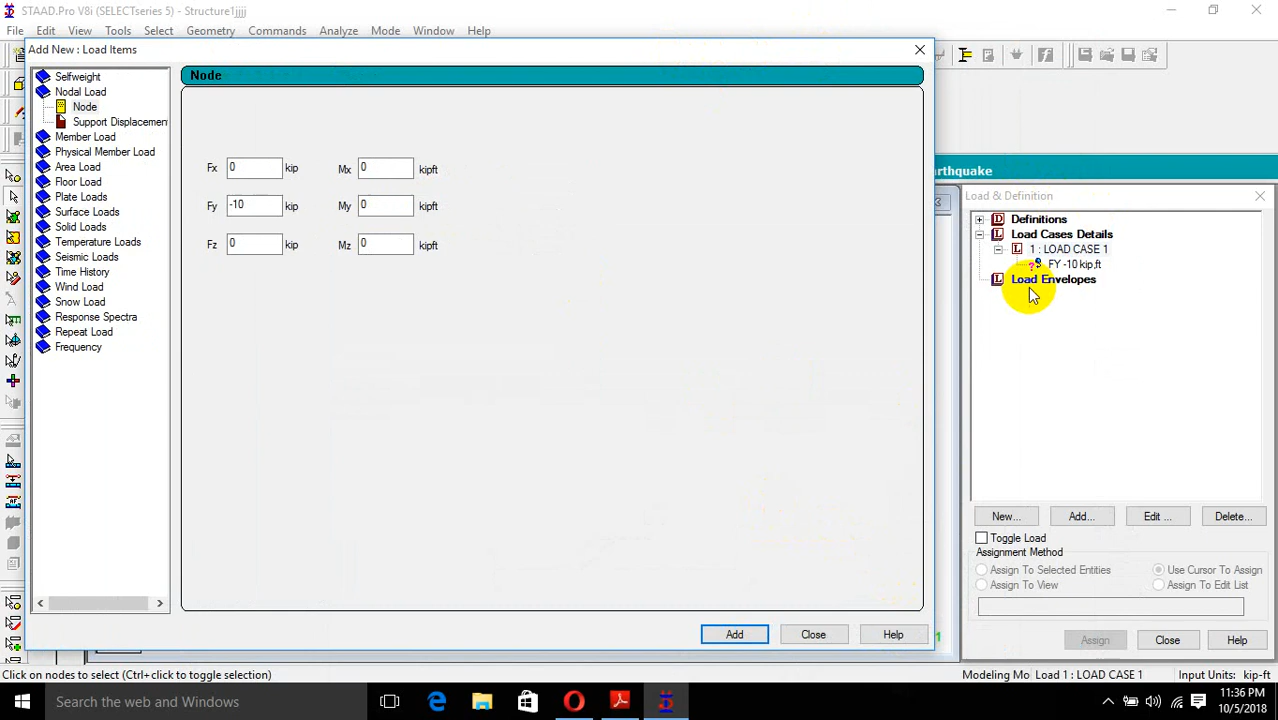 STAAD.Pro V8i (SELECTseries 5) - Structure1jjjj
File Edit View Tools Select Geometry Commands Analyze Mode Window Help
Add New : Load Items
Selfweight
Nodal Load
Node
Support Displacemen
Member Load
Physical Member Load
Area Load
Floor Load
Plate Loads
Surface Loads
Solid Loads
Temperature Loads
Seismic Loads
Time History
Wind Load
Snow Load
Response Spectra
Repeat Load
Frequency
Node
Fx 0 kip Mx 0 kipft
Fy -10 kip My 0 kipft
Fz 0 kip Mz 0 kipft
Add Close Help
rthquake
Load & Definition
Definitions
Load Cases Details
1 : LOAD CASE 1
FY -10 kip,ft
Load Envelopes
New... Add... Edit ... Delete...
Toggle Load
Assignment Method
Assign To Selected Entities Use Cursor To Assign
Assign To View Assign To Edit List
Assign Close Help
1
Click on nodes to select (Ctrl+click to toggle selection) Modeling Mo Load 1 : LOAD CASE 1 Input Units: kip-ft
Search the web and Windows
11:36 PM
10/5/2018